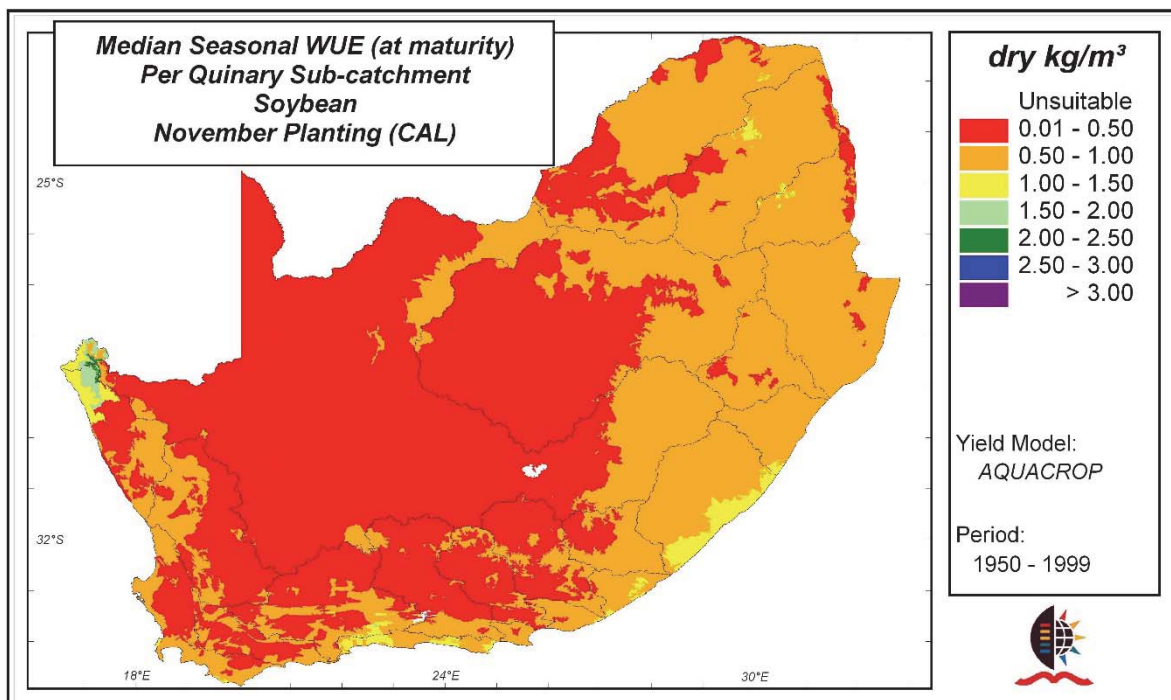 Median Seasonal WUE (at maturity)
Per Quinary Sub-catchment
Soybean
November Planting (CAL)
dry kg/m³
Unsuitable
0.01 - 0.50
0.50 - 1.00
1.00 - 1.50
1.50 - 2.00
2.00 - 2.50
2.50 - 3.00
> 3.00
Yield Model:
AQUACROP
Period:
1950 - 1999
25°S
32°S
18°E
24°E
30°E